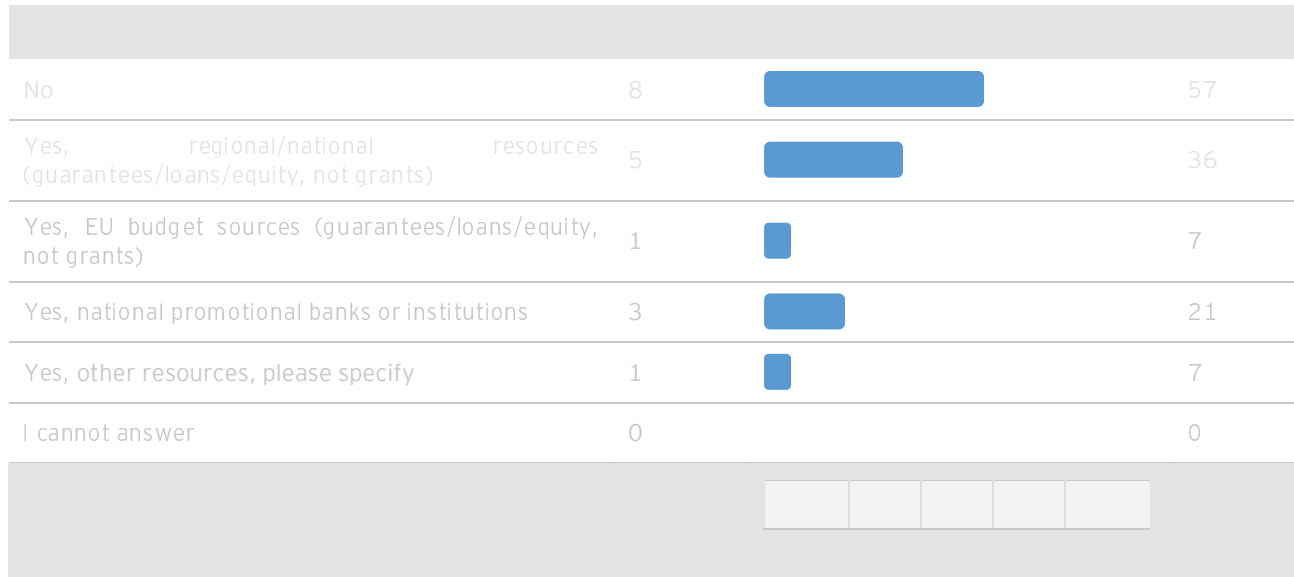 No 8 57
Yes, regional/national resources
(guarantees/loans/equity, not grants) 5 36
Yes, EU budget sources (guarantees/loans/equity,
not grants) 1 7
Yes, national promotional banks or institutions 3 21
Yes, other resources, please specify 1 7
I cannot answer 0 0